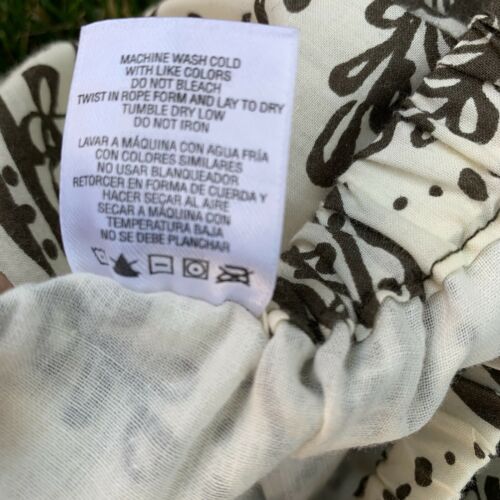 MACHINE WASH COLD
WITH LIKE COLORS
DO NOT BLEACH
TWIST IN ROPE FORM AND LAY TO DRY
TUMBLE DRY LOW
DO NOT IRON
LAVAR A MÁQUINA CON AGUA FRÍA
CON COLORES SIMILARES
NO USAR BLANQUEADOR
RETORCER EN FORMA DE CUERDA Y
HACER SECAR AL AIRE
SECAR A MÁQUINA CON
TEMPERATURA BAJA
NO SE DEBE PLANCHAR